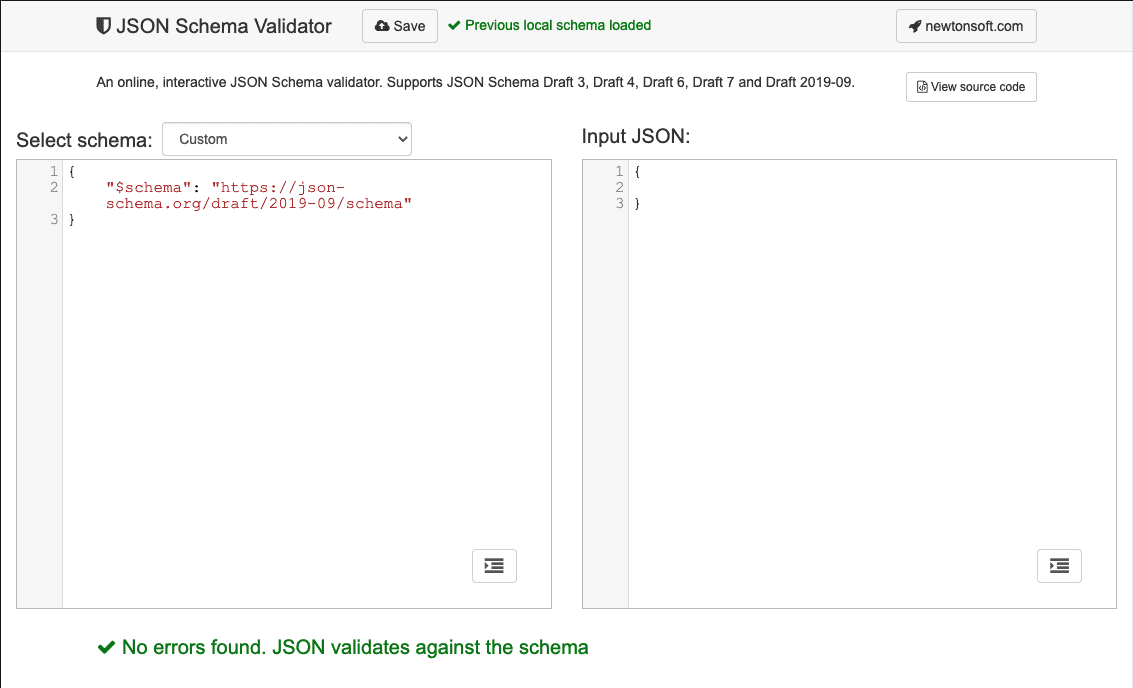 JSON Schema Validator
Save
Previous local schema loaded
newtonsoft.com
An online, interactive JSON Schema validator. Supports JSON Schema Draft 3, Draft 4, Draft 6, Draft 7 and Draft 2019-09.
View source code
Select schema:
Custom
1 {
2 "$schema": "https://json-
schema.org/draft/2019-09/schema"
3 }
Input JSON:
1 {
2
3 }
No errors found. JSON validates against the schema